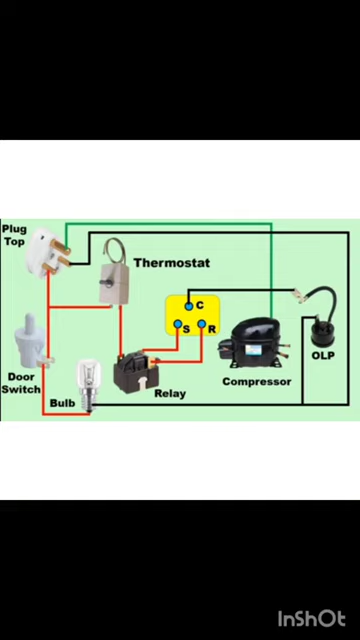 Plug
Top
Thermostat
C
S
R
OLP
Compressor
Door
Switch
Relay
Bulb
InShOt